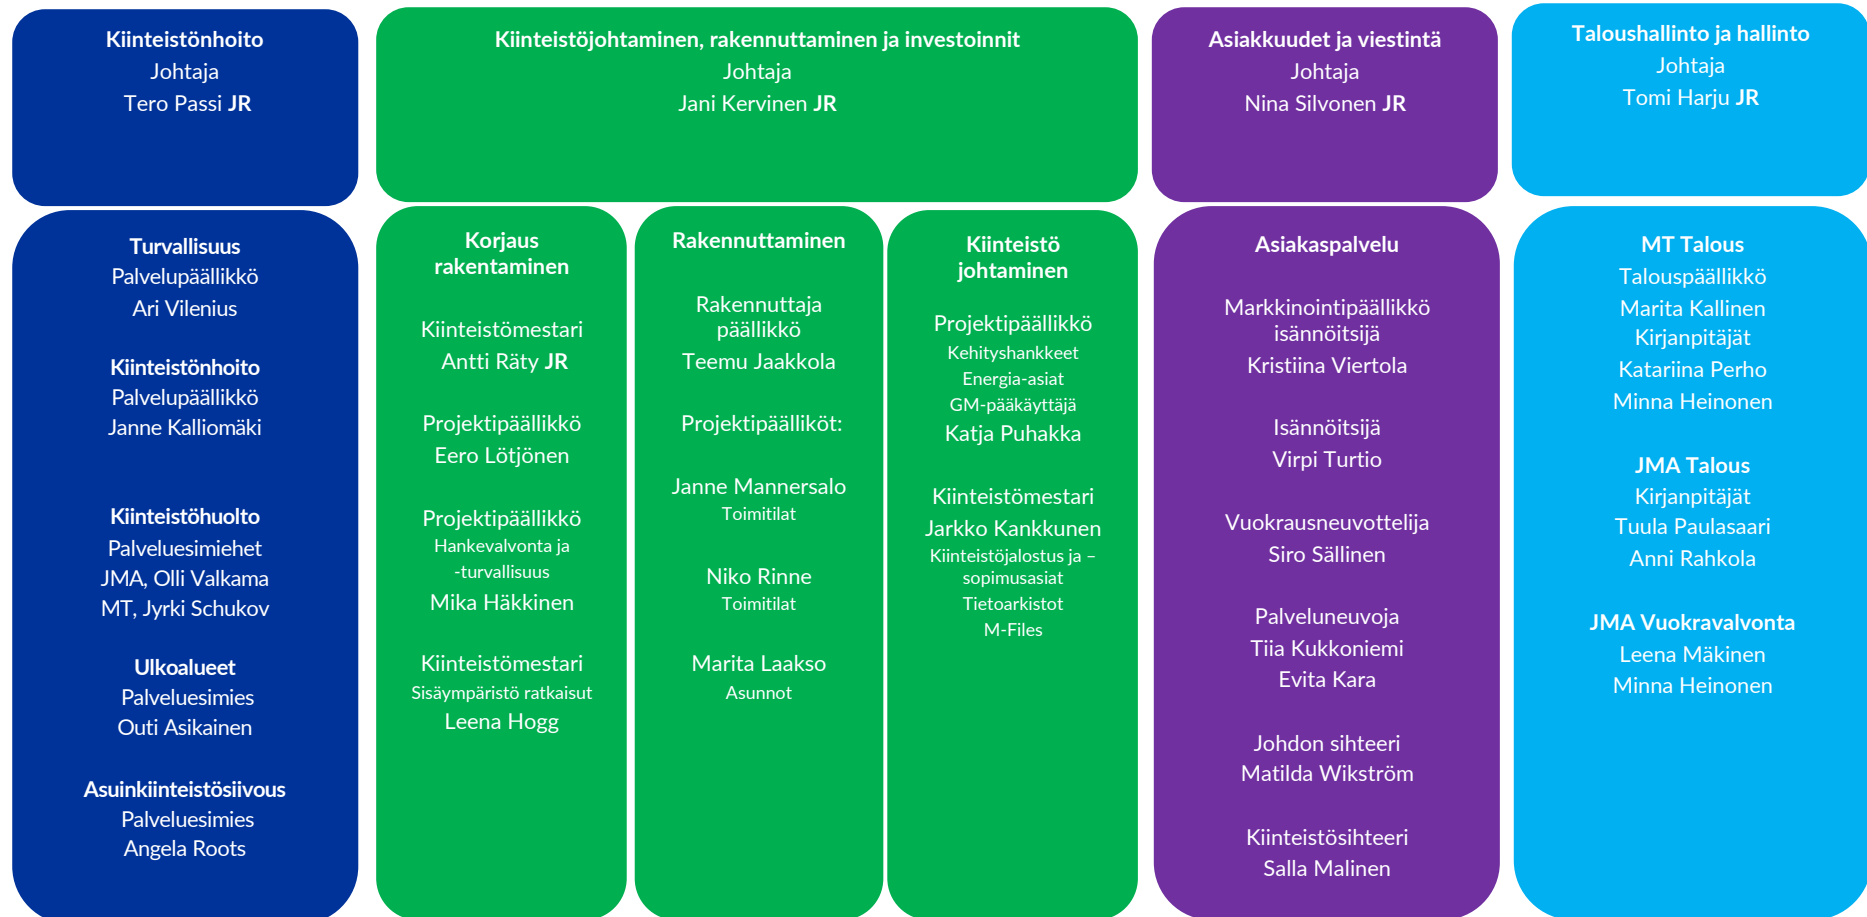 Kiinteistönhoito
Johtaja
Tero Passi JR
Kiinteistöjohtaminen, rakennuttaminen ja investoinnit
Johtaja
Jani Kervinen JR
Asiakkuudet ja viestintä
Johtaja
Nina Silvonen JR
Taloushallinto ja hallinto
Johtaja
Tomi Harju JR
Turvallisuus
Palvelupäällikkö
Ari Vilenius
Kiinteistönhoito
Palvelupäällikkö
Janne Kalliomäki
Kiinteistöhuolto
Palveluesimiehet
JMA, Olli Valkama
MT, Jyrki Schukov
Ulkoalueet
Palveluesimies
Outi Asikainen
Asuinkiinteistösiivous
Palveluesimies
Angela Roots
Korjaus
rakentaminen
Kiinteistömestari
Antti Räty JR
Projektipäällikkö
Eero Lötjönen
Projektipäällikkö
Hankevalvonta ja
-turvallisuus
Mika Häkkinen
Kiinteistömestari
Sisäympäristö ratkaisut
Leena Hogg
Rakennuttaminen
Rakennuttaja
päällikkö
Teemu Jaakkola
Projektipäälliköt:
Janne Mannersalo
Toimitilat
Niko Rinne
Toimitilat
Marita Laakso
Asunnot
Kiinteistö
johtaminen
Projektipäällikkö
Kehityshankkeet
Energia-asiat
GM-pääkäyttäjä
Katja Puhakka
Kiinteistömestari
Jarkko Kankkunen
Kiinteistöjalostus ja –
sopimusasiat
Tietoarkistot
M-Files
Asiakaspalvelu
Markkinointipäällikkö
isännöitsijä
Kristiina Viertola
Isännöitsijä
Virpi Turtio
Vuokrausneuvottelija
Siro Sällinen
Palveluneuvoja
Tiia Kukkoniemi
Evita Kara
Johdon sihteeri
Matilda Wikström
Kiinteistösihteeri
Salla Malinen
MT Talous
Talouspäällikkö
Marita Kallinen
Kirjanpitäjät
Katariina Perho
Minna Heinonen
JMA Talous
Kirjanpitäjät
Tuula Paulasaari
Anni Rahkola
JMA Vuokravalvonta
Leena Mäkinen
Minna Heinonen